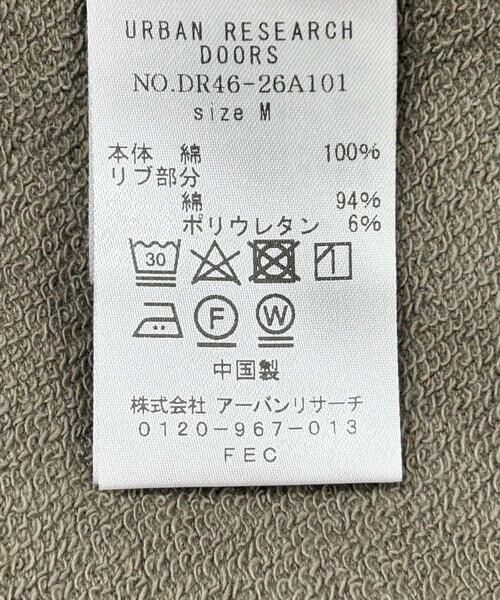 URBAN RESEARCH
DOORS
NO.DR46-26A101
size M
本体 綿 100%
リブ部分
綿 94%
ポリウレタン 6%
30
F W
中国製
株式会社 アーバンリサーチ
0120-967-013
FEC